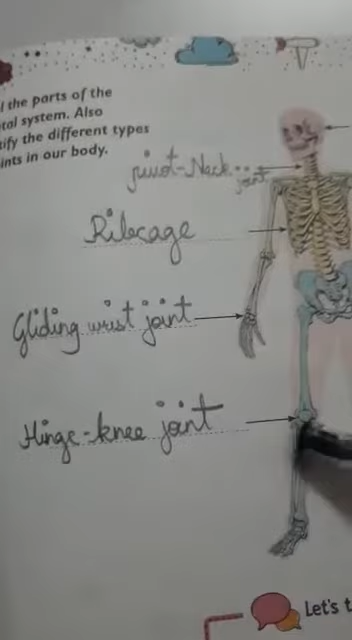 l the parts of the
tal system. Also
ify the different types
ints in our body.
pivot-Neck joint
Ribcage
Gliding wrist joint
Hinge-knee joint
Let's t